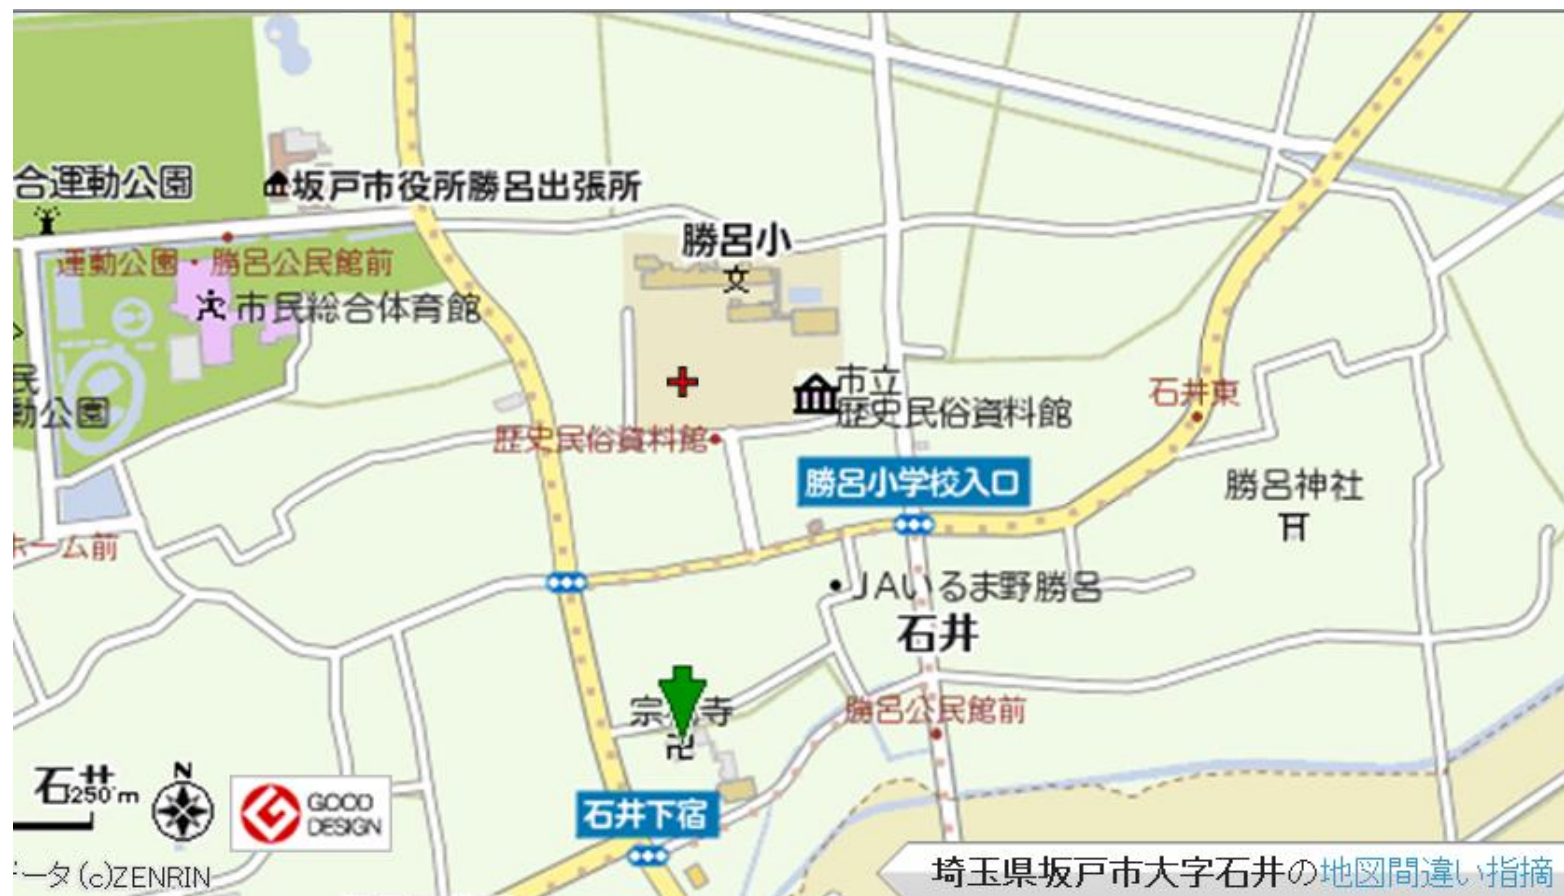 合運動公園
坂戸市役所勝呂出張所
勝呂小
文
運動公園・勝呂公民館前
市民総合体育館
民
動公園
市立
歴史民俗資料館
石井東
歴史民俗資料館
勝呂小学校入口
勝呂神社
ホーム前
JAいるま野勝呂
石井
寺
勝呂公民館前
石井
250m
N
GOOD
DESIGN
石井下宿
ータ(c)ZENRIN
埼玉県坂戸市大字石井の地図間違い指摘